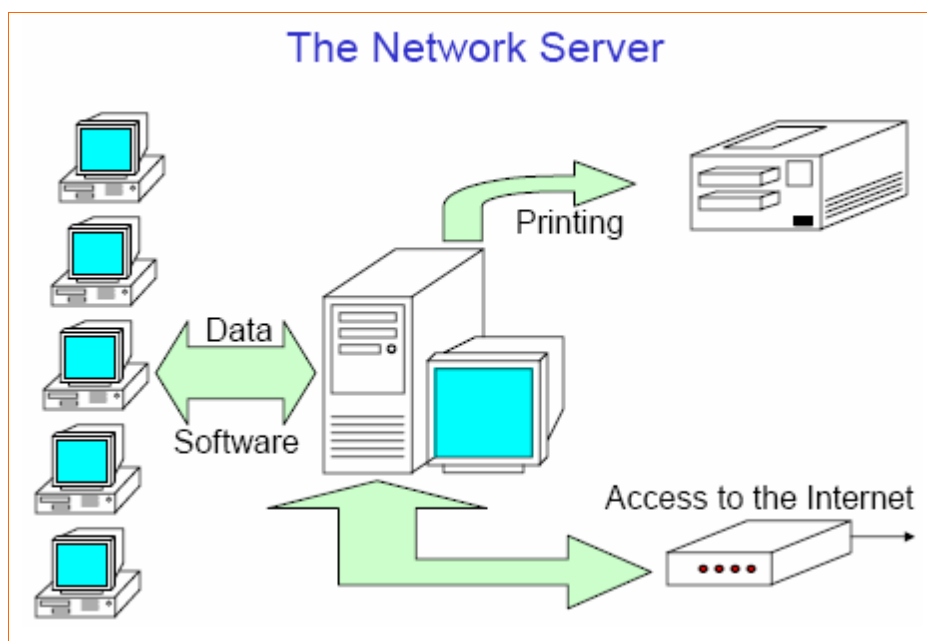 The Network Server
Printing
Data
Software
Access to the Internet